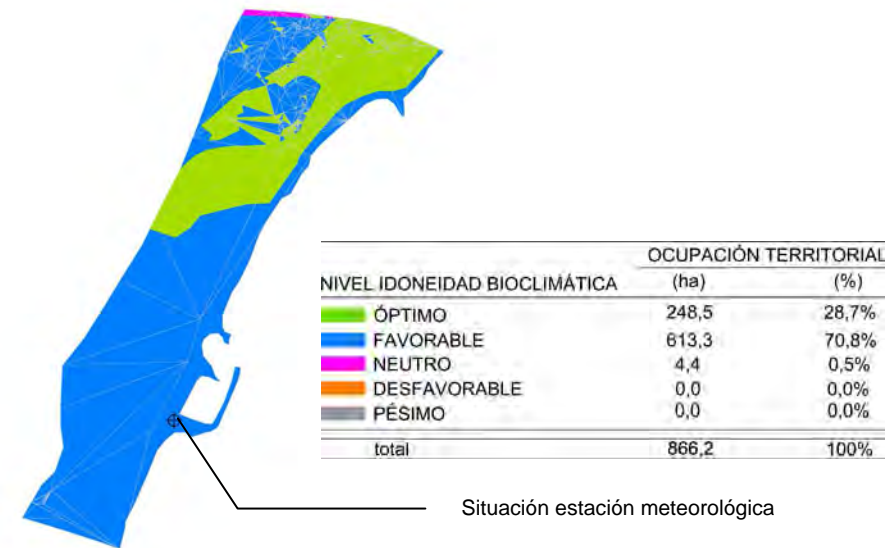 OCUPACIÓN TERRITORIAL
NIVEL IDONEIDAD BIOCLIMÁTICA (ha) (%)
ÓPTIMO 248,5 28,7%
FAVORABLE 613,3 70,8%
NEUTRO 4,4 0,5%
DESFAVORABLE 0,0 0,0%
PÉSIMO 0,0 0,0%
total 866,2 100%
Situación estación meteorológica